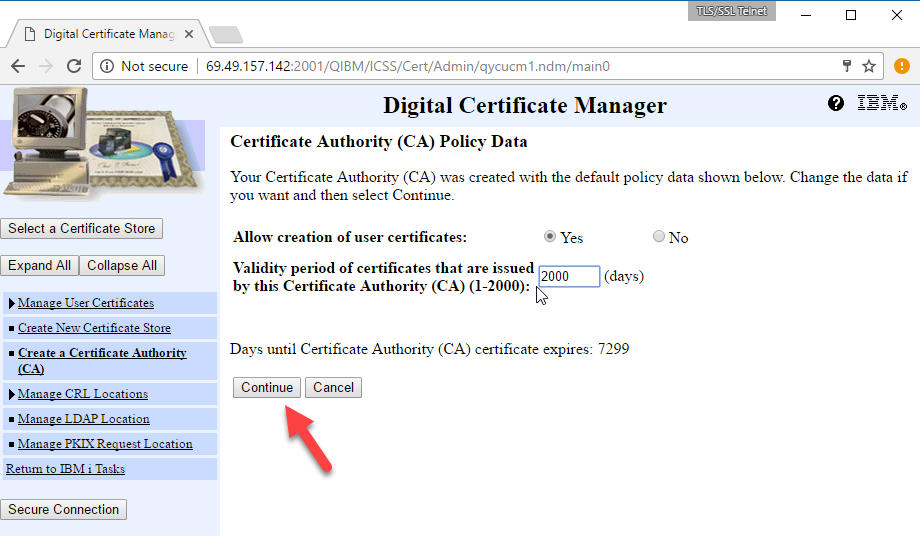 TLS/SSL Telnet
Digital Certificate Manag
Not secure 69.49.157.142:2001/QIBM/ICSS/Cert/Admin/qycucm1.ndm/main0
Digital Certificate Manager
? IBM®
Certificate Authority (CA) Policy Data
Your Certificate Authority (CA) was created with the default policy data shown below. Change the data if
you want and then select Continue.
Allow creation of user certificates: Yes No
Validity period of certificates that are issued
by this Certificate Authority (CA) (1-2000): 2000 (days)
Days until Certificate Authority (CA) certificate expires: 7299
Continue Cancel
Select a Certificate Store
Expand All Collapse All
Manage User Certificates
Create New Certificate Store
Create a Certificate Authority
(CA)
Manage CRL Locations
Manage LDAP Location
Manage PKIX Request Location
Return to IBM i Tasks
Secure Connection